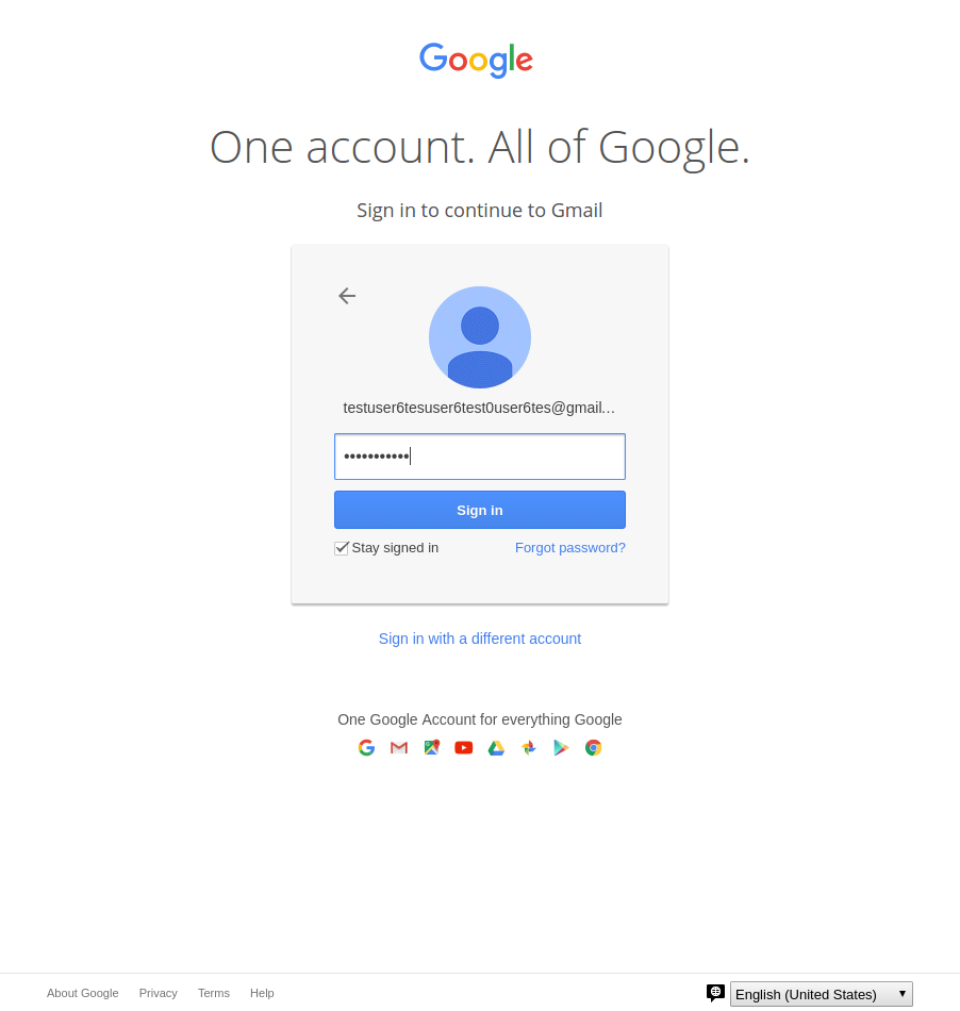 Google
One account. All of Google.
Sign in to continue to Gmail
testuser6tesuser6test0user6tes@gmail...
•••••••••••
Sign in
Stay signed in
Forgot password?
Sign in with a different account
One Google Account for everything Google
About Google Privacy Terms Help
English (United States)